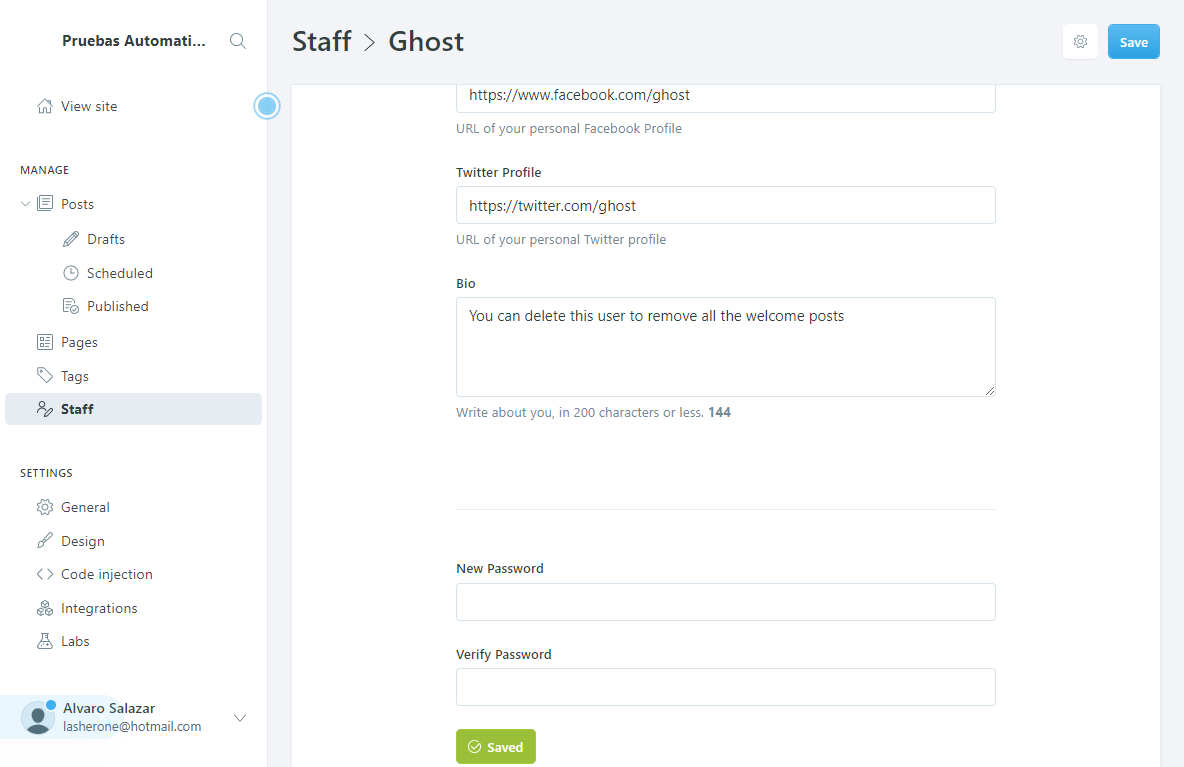 Pruebas Automati...
View site
MANAGE
Posts
Drafts
Scheduled
Published
Pages
Tags
Staff
SETTINGS
General
Design
Code injection
Integrations
Labs
Alvaro Salazar
lasherone@hotmail.com
Staff > Ghost
Save
https://www.facebook.com/ghost
URL of your personal Facebook Profile
Twitter Profile
https://twitter.com/ghost
URL of your personal Twitter profile
Bio
You can delete this user to remove all the welcome posts
Write about you, in 200 characters or less. 144
New Password
Verify Password
Saved